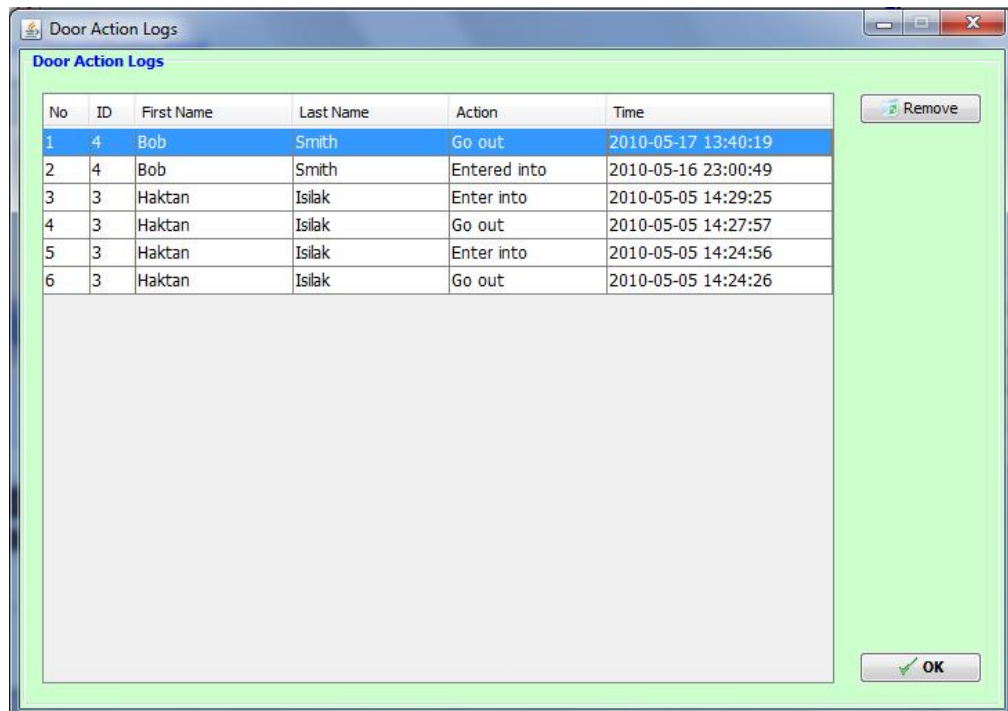 Door Action Logs
Door Action Logs
No ID First Name Last Name Action Time
1 4 Bob Smith Go out 2010-05-17 13:40:19
2 4 Bob Smith Entered into 2010-05-16 23:00:49
3 3 Haktan Isilak Enter into 2010-05-05 14:29:25
4 3 Haktan Isilak Go out 2010-05-05 14:27:57
5 3 Haktan Isilak Enter into 2010-05-05 14:24:56
6 3 Haktan Isilak Go out 2010-05-05 14:24:26
Remove
OK